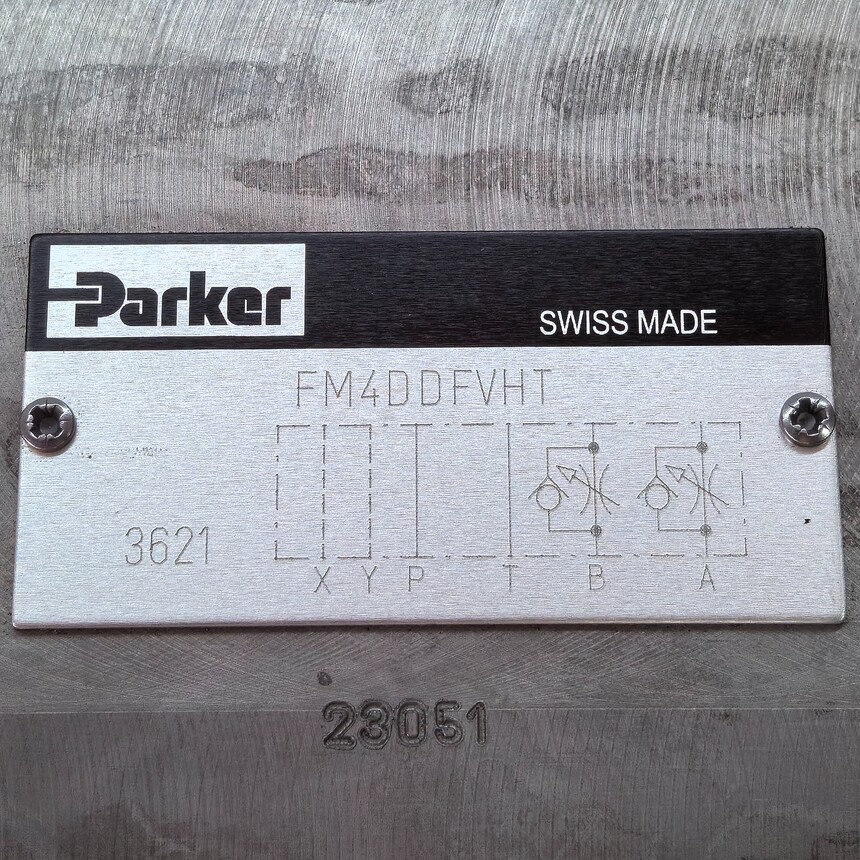 Parker
SWISS MADE
FM4DDFVHT
3621
X Y P T B A
23051